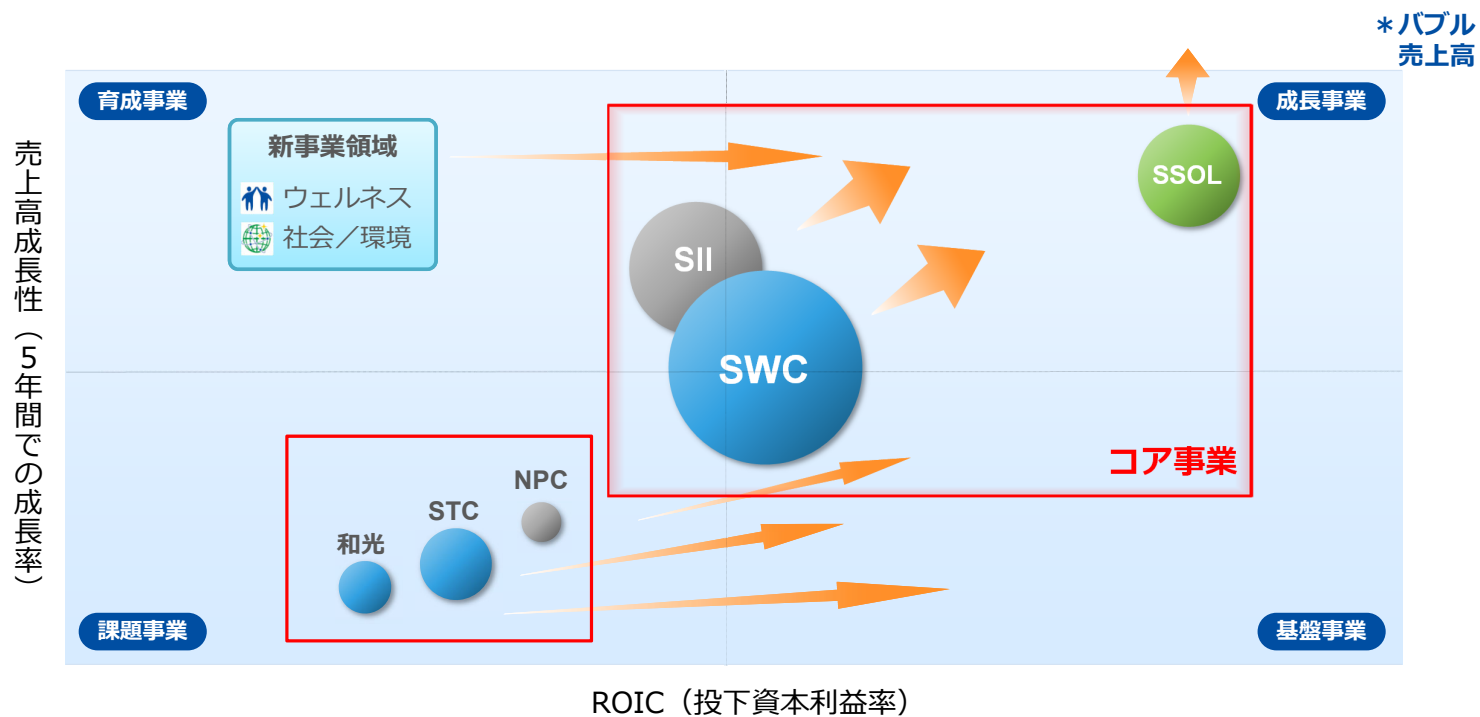 ＊バブル
売上高
育成事業
成長事業
新事業領域
ウェルネス
社会／環境
SSOL
SII
SWC
売上高成長性（５年間での成長率）
コア事業
NPC
STC
和光
課題事業
基盤事業
ROIC（投下資本利益率）